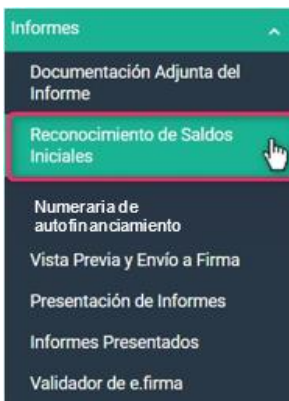 Informes
Documentación Adjunta del
Informe
Reconocimiento de Saldos
Iniciales
Numeraria de
autofinanciamiento
Vista Previa y Envío a Firma
Presentación de Informes
Informes Presentados
Validador de e.firma